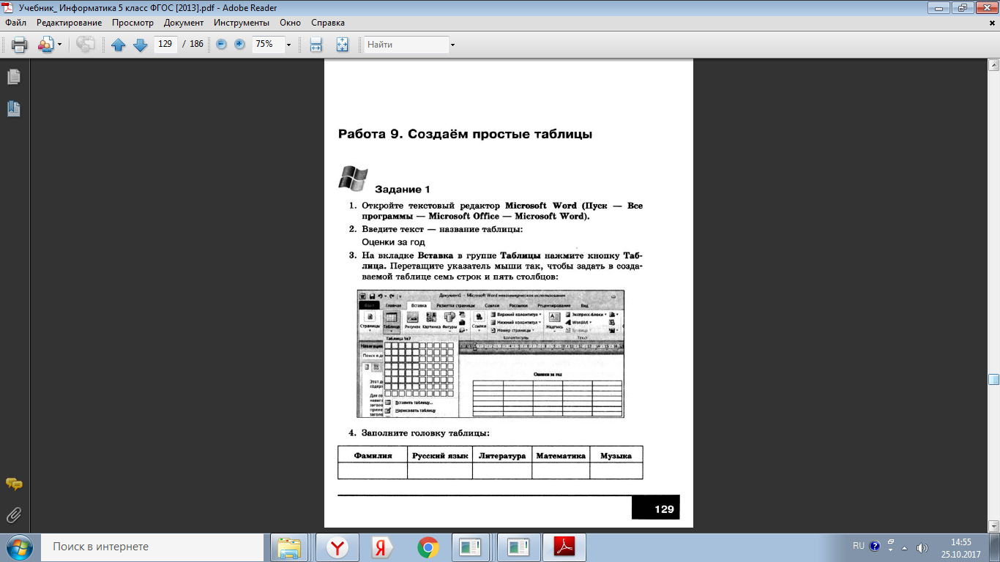 Учебник_ Информатика 5 класс ФГОС [2013].pdf - Adobe Reader
Файл Редактирование Просмотр Документ Инструменты Окно Справка
129 / 186 75% Найти
Работа 9. Создаём простые таблицы
Задание 1
1. Откройте текстовый редактор Microsoft Word (Пуск — Все
программы — Microsoft Office — Microsoft Word).
2. Введите текст — название таблицы:
Оценки за год
3. На вкладке Вставка в группе Таблицы нажмите кнопку Таб-
лица. Перетащите указатель мыши так, чтобы задать в созда-
ваемой таблице семь строк и пять столбцов:
Документ1 - Microsoft Word некоммерческое использование
Файл Главная Вставка Разметка страницы Ссылки Рассылки Рецензирование Вид
Верхний колонтитул Экспресс-блоки
Нижний колонтитул WordArt
Страницы Таблица Рисунок Картинка Фигуры Ссылки Номер страницы Надпись Буквица
Колонтитулы Текст
Таблица 5x7
Навигация
Поиск в до
Оценки за год
Этот до
содерж
Для со
навига
заголо
приме
заголо
Вставить таблицу...
Нарисовать таблицу
4. Заполните головку таблицы:
Фамилия Русский язык Литература Математика Музыка
129
Поиск в интернете
RU 14:55
25.10.2017